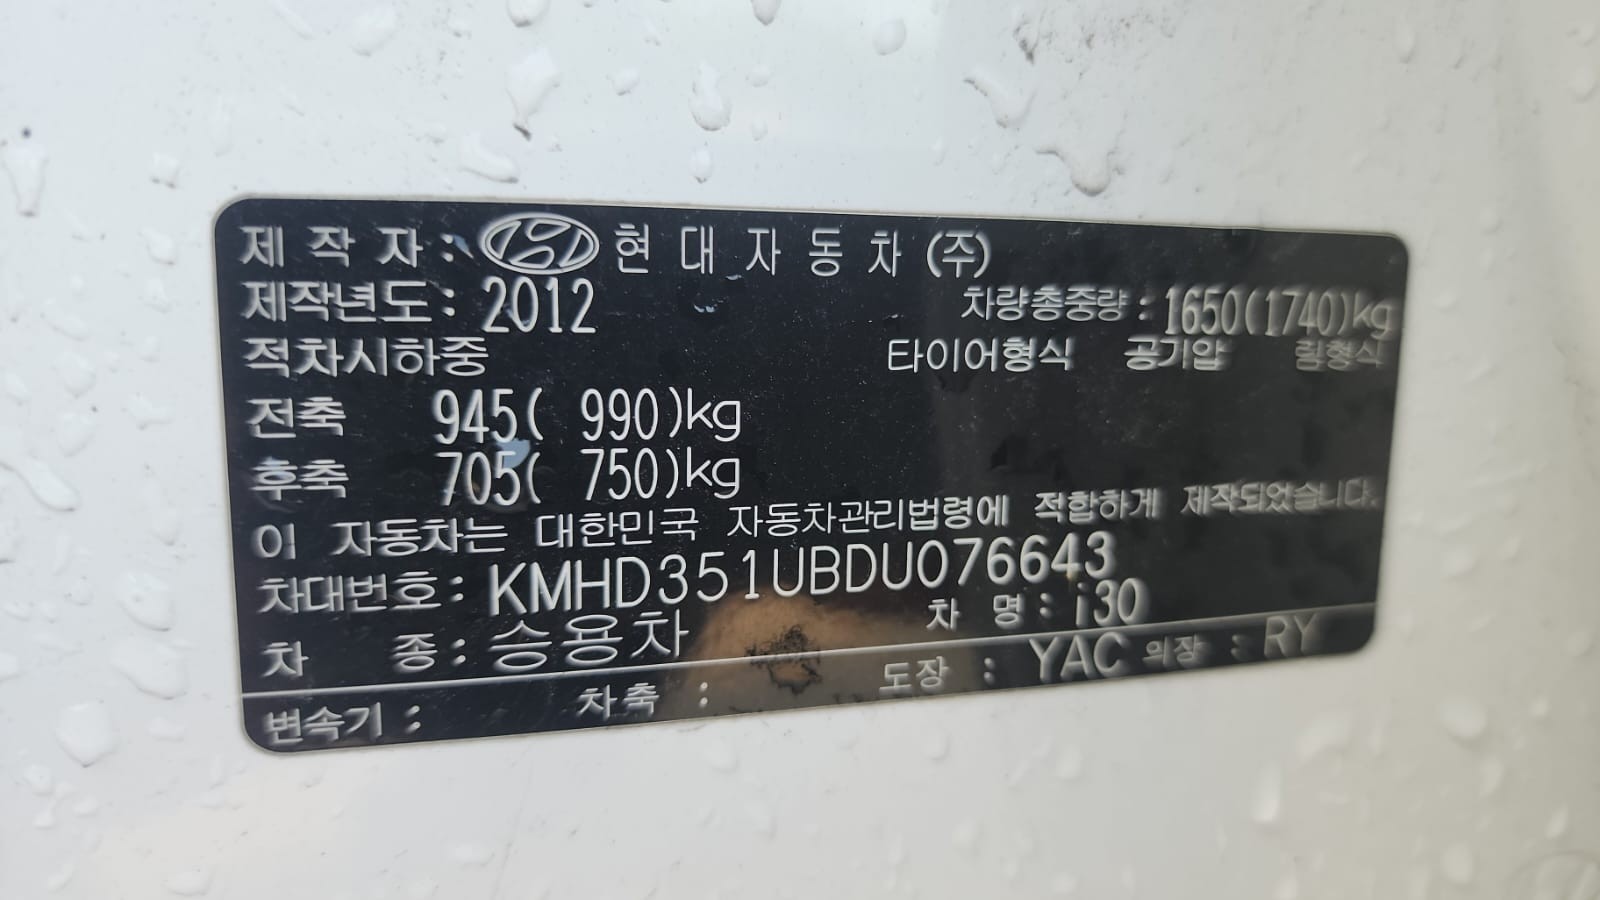 제 작 자 : 현 대 자 동 차 (주)
제작년도 : 2012 차량총중량 : 1650(1740)kg
적차시하중 타이어형식 공기압 림형식
전축 945( 990)kg
후축 705( 750)kg
이 자동차는 대한민국 자동차관리법령에 적합하게 제작되었습니다.
차대번호 : KMHD351UBDU076643
차 종 : 승용차 차 명 : i30
변속기 : 차축 : 도장 : YAC 의장 : RY